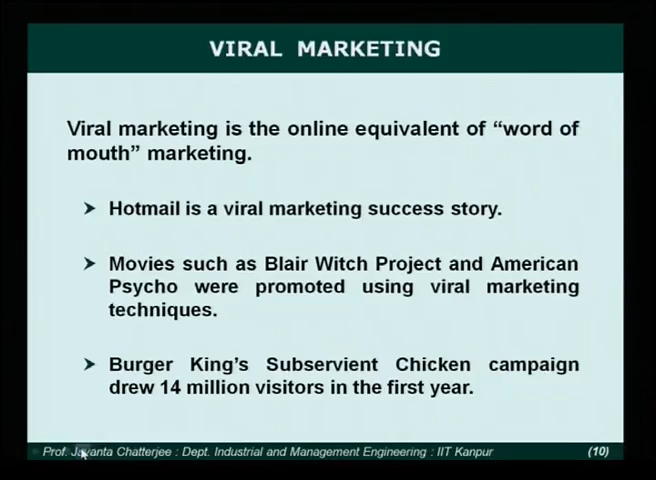 VIRAL MARKETING
Viral marketing is the online equivalent of “word of
mouth” marketing.
Hotmail is a viral marketing success story.
Movies such as Blair Witch Project and American
Psycho were promoted using viral marketing
techniques.
Burger King’s Subservient Chicken campaign
drew 14 million visitors in the first year.
Prof. Jayanta Chatterjee : Dept. Industrial and Management Engineering : IIT Kanpur (10)